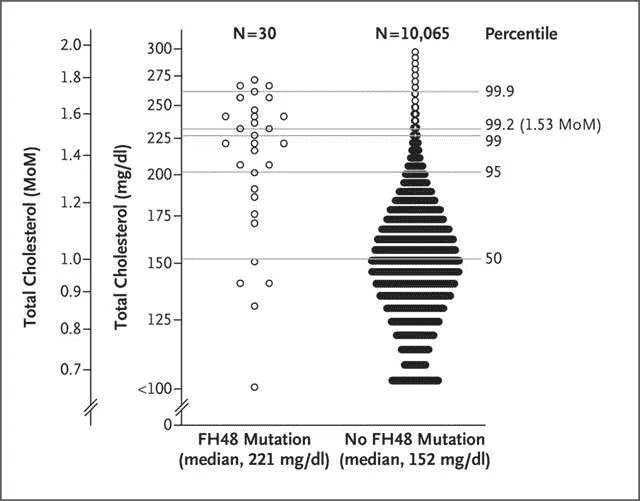 N=30
N=10,065
Percentile
Total Cholesterol (MoM)
2.0
1.8
1.6
1.4
1.2
1.0
0.9
0.8
0.7
Total Cholesterol (mg/dl)
300
275
250
225
200
175
150
125
<100
0
99.9
99.2 (1.53 MoM)
99
95
50
FH48 Mutation
(median, 221 mg/dl)
No FH48 Mutation
(median, 152 mg/dl)